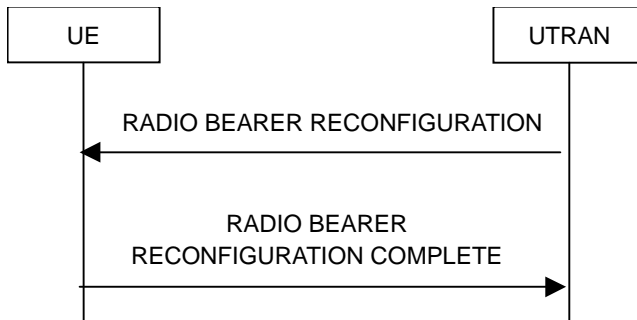 UE
UTRAN
RADIO BEARER RECONFIGURATION
RADIO BEARER
RECONFIGURATION COMPLETE